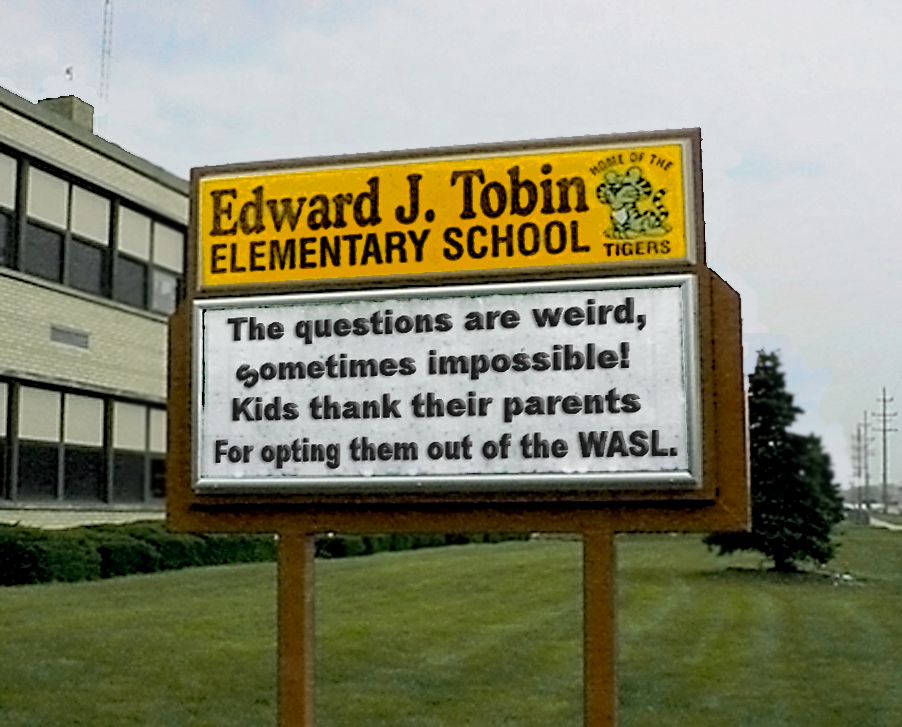 Edward J. Tobin
ELEMENTARY SCHOOL
HOME OF THE
TIGERS
The questions are weird,
sometimes impossible!
Kids thank their parents
For opting them out of the WASL.